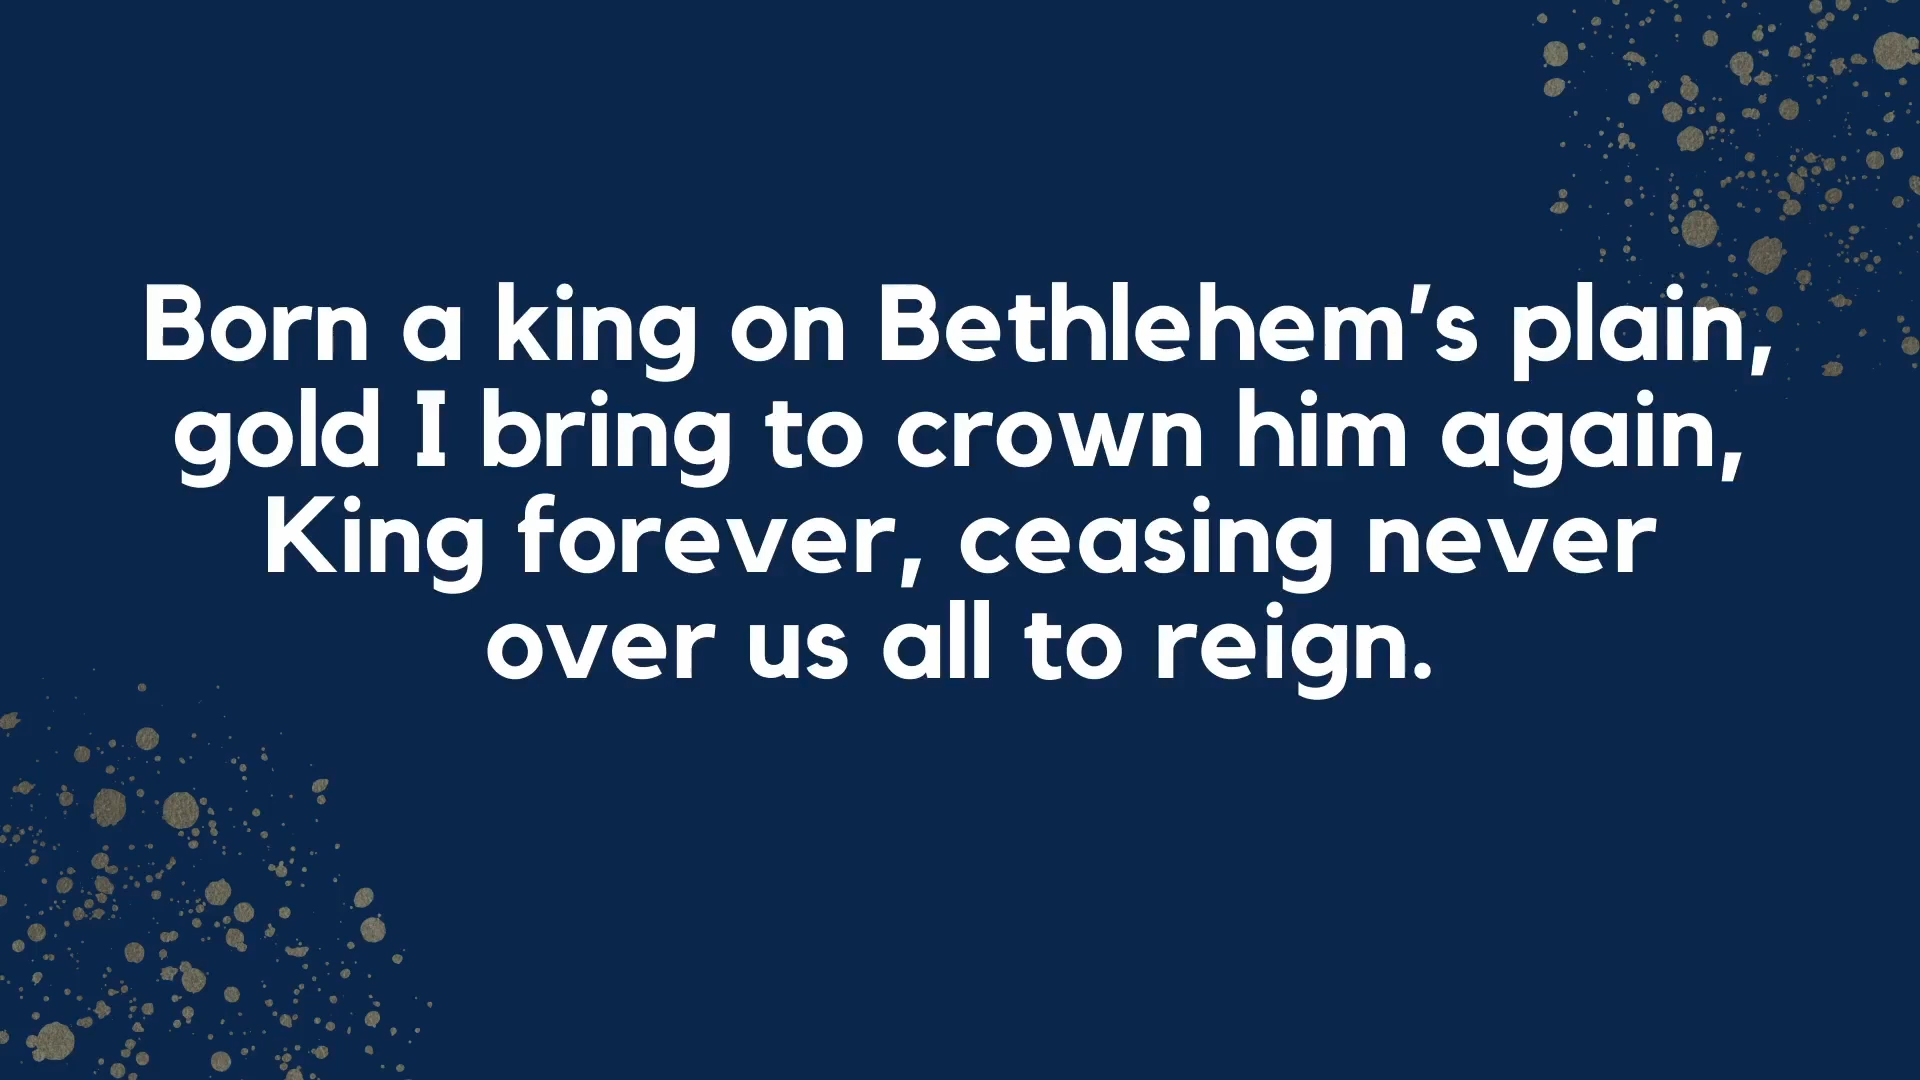 Born a king on Bethlehem’s plain,
gold I bring to crown him again,
King forever, ceasing never
over us all to reign.